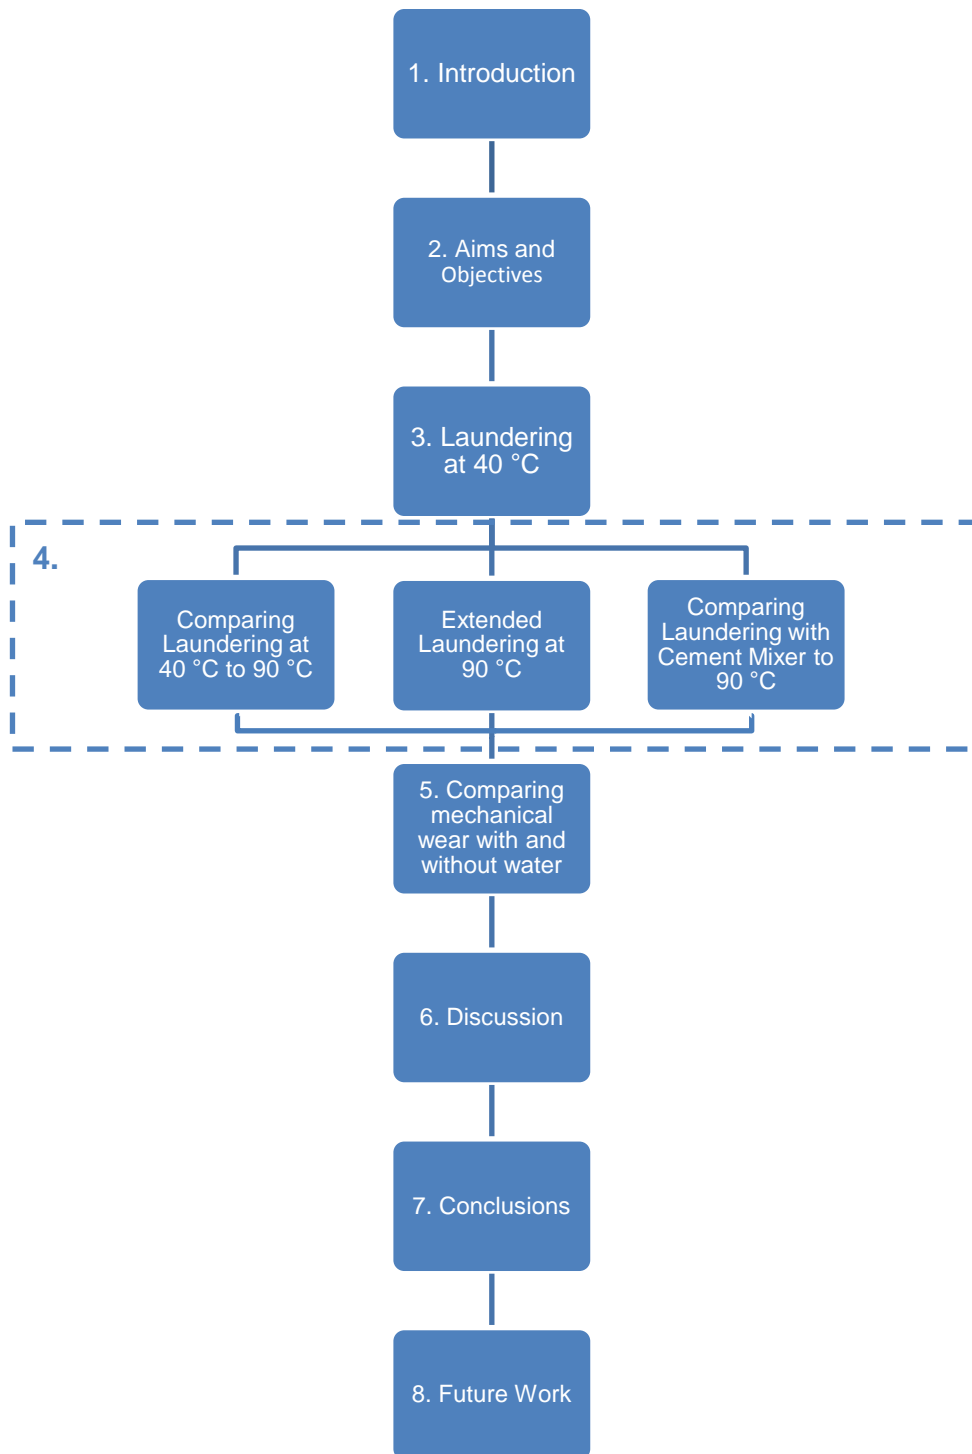 1. Introduction
2. Aims and
Objectives
3. Laundering
at 40 °C
4.
Comparing
Laundering at
40 °C to 90 °C
Extended
Laundering at
90 °C
Comparing
Laundering with
Cement Mixer to
90 °C
5. Comparing
mechanical
wear with and
without water
6. Discussion
7. Conclusions
8. Future Work